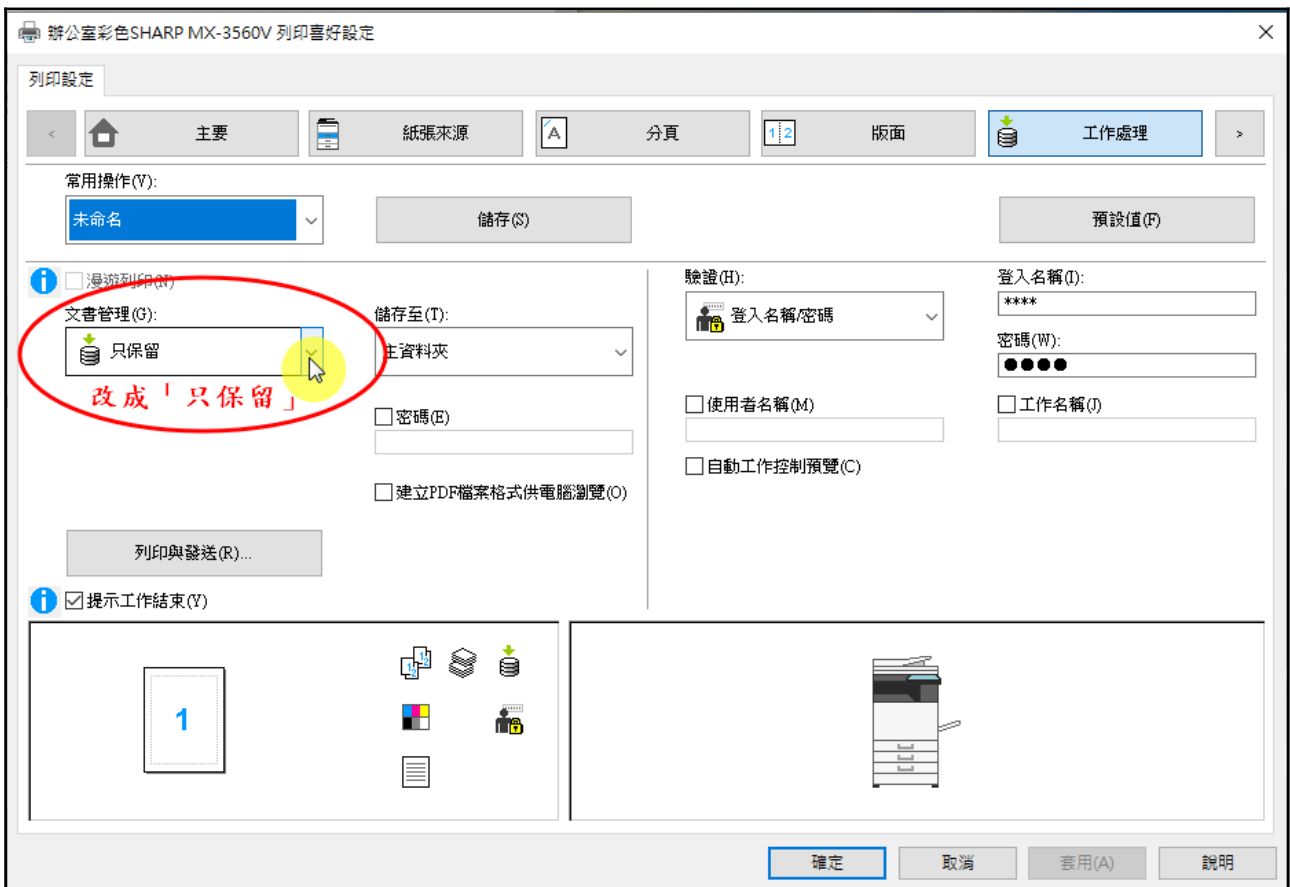 辦公室彩色SHARP MX-3560V 列印喜好設定
列印設定
<
主要
紙張來源
A
分頁
1 2
版面
工作處理
>
常用操作(V):
未命名
儲存(S)
預設值(F)
漫遊列印(N)
文書管理(G):
只保留
改成「只保留」
儲存至(T):
主資料夾
密碼(E)
建立PDF檔案格式供電腦瀏覽(O)
列印與發送(R)...
提示工作結束(Y)
驗證(H):
登入名稱/密碼
登入名稱(I):
****
密碼(W):
●●●●
使用者名稱(M)
工作名稱(J)
自動工作控制預覽(C)
1
確定
取消
套用(A)
說明